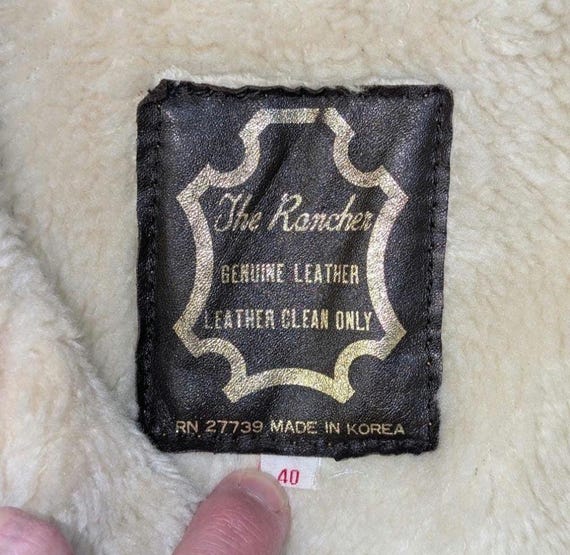 The Rancher
GENUINE LEATHER
LEATHER CLEAN ONLY
RN 27739 MADE IN KOREA
40